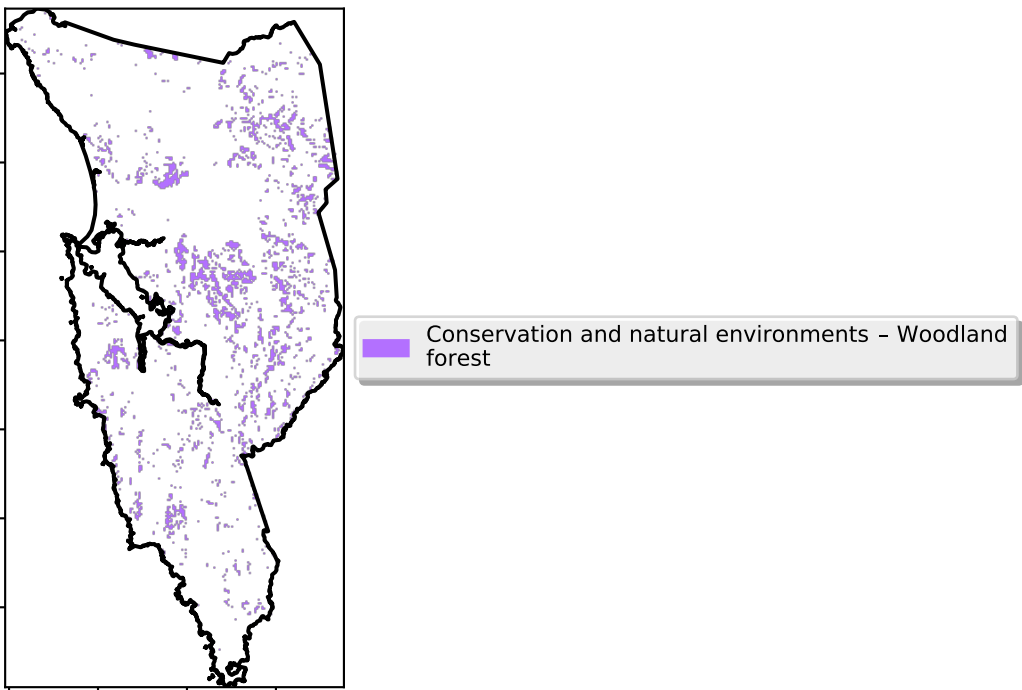 Conservation and natural environments – Woodland
forest